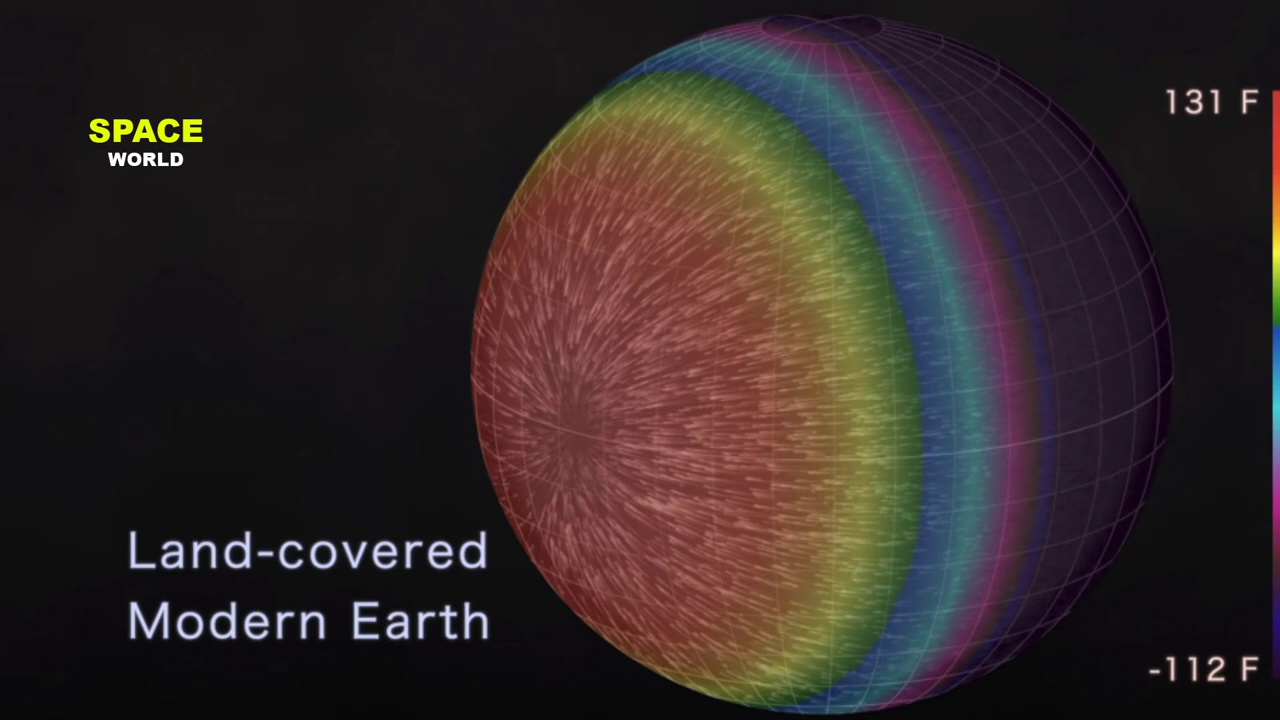 SPACE
WORLD
131 F
Land-covered
Modern Earth
-112 F